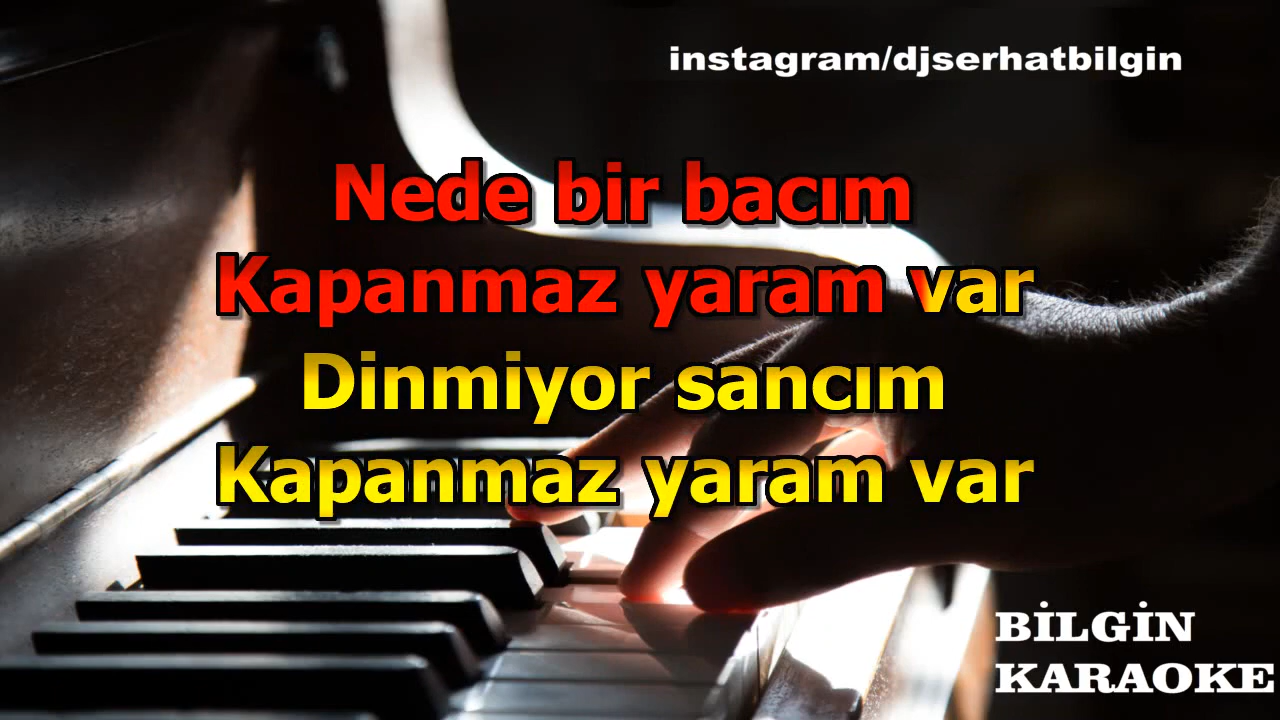 instagram/djserhatbilgin
Nede bir bacım
Kapanmaz yaram var
Dinmiyor sancım
Kapanmaz yaram var
BİLGİN
KARAOKE